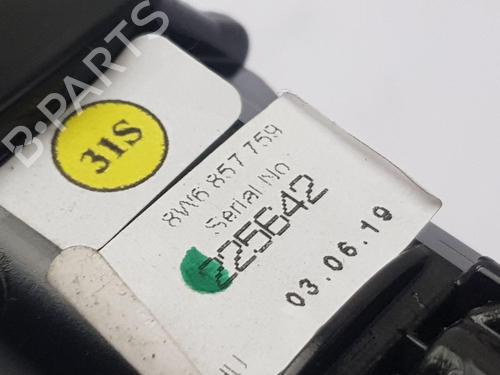 B-PARTS
31S
8W6 857 759
Serial No
225642
03.06.19